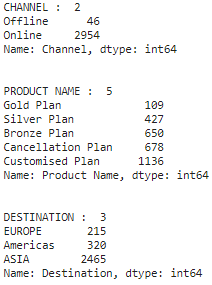 CHANNEL :  2
Offline      46
Online     2954
Name: Channel, dtype: int64
PRODUCT NAME :  5
Gold Plan             109
Silver Plan           427
Bronze Plan           650
Cancellation Plan     678
Customised Plan      1136
Name: Product Name, dtype: int64
DESTINATION :  3
EUROPE       215
Americas     320
ASIA        2465
Name: Destination, dtype: int64